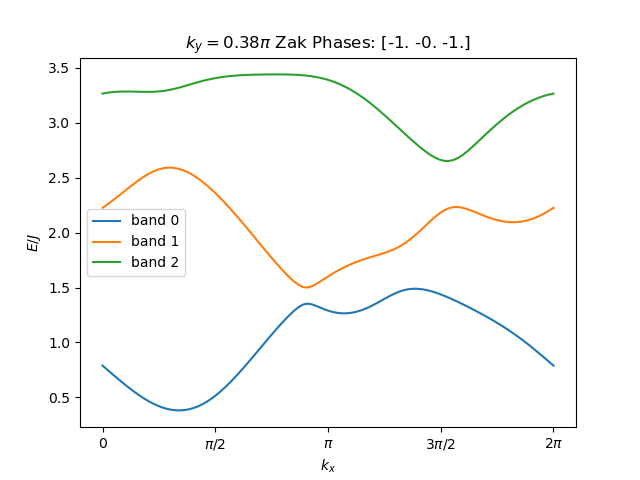 k_y = 0.38π Zak Phases: [-1. -0. -1.]
E/J
3.5
3.0
2.5
2.0
1.5
1.0
0.5
band 0
band 1
band 2
0 π/2 π 3π/2 2π
k_x